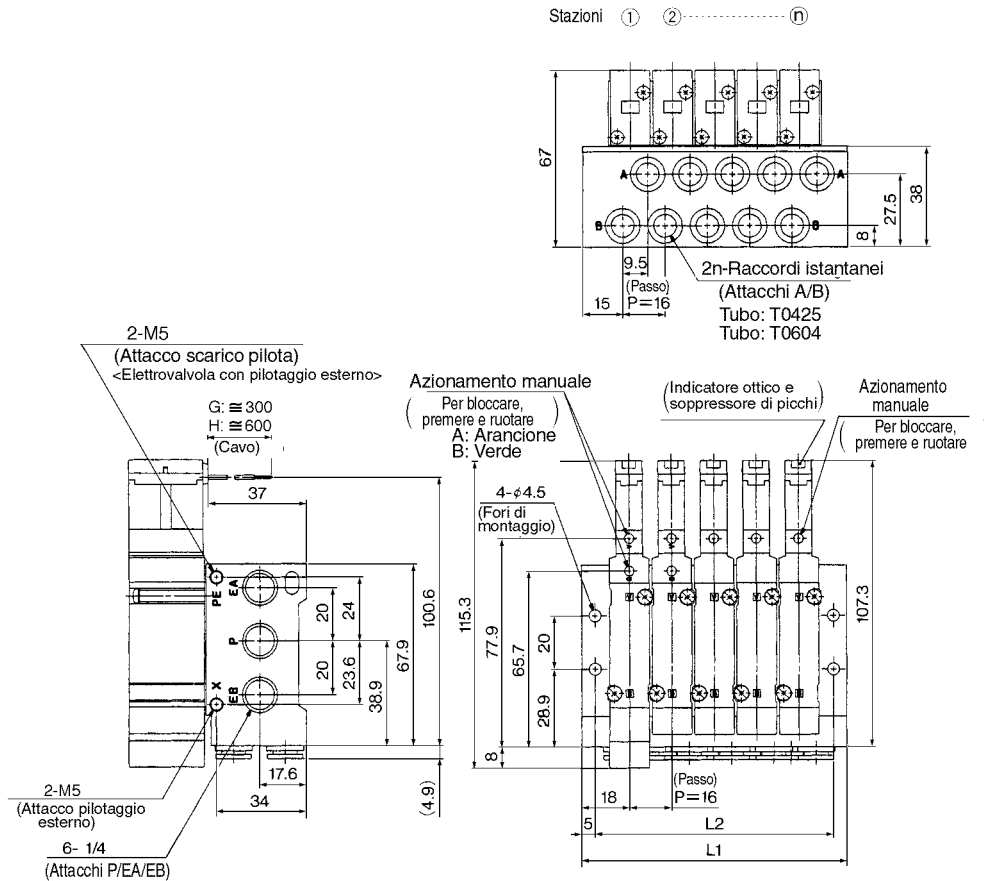 Stazioni 1 2 n
67
A A
B B
38
27.5
8
9.5
(Passo)
15 P=16
2n-Raccordi istantanei
(Attacchi A/B)
Tubo: T0425
Tubo: T0604
2-M5
(Attacco scarico pilota)
<Elettrovalvola con pilotaggio esterno>
G: ≅300
H: ≅600
(Cavo)
37
PE EA
P
X EB
20
24
20
23.6
38.9
67.9
100.6
17.6
34
(4.9)
2-M5
(Attacco pilotaggio
esterno)
6- 1/4
(Attacchi P/EA/EB)
Azionamento manuale
(Per bloccare,
premere e ruotare)
A: Arancione
B: Verde
(Indicatore ottico e
soppressore di picchi)
Azionamento
manuale
(Per bloccare,
premere e ruotare)
4-φ4.5
(Fori di
montaggio)
115.3
77.9
65.7
20
28.9
8
107.3
18
(Passo)
P=16
5
L2
L1